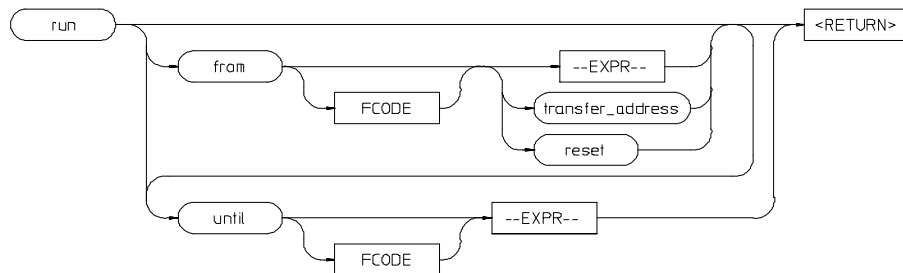 run
<RETURN>
from
--EXPR--
FCODE
transfer_address
reset
until
--EXPR--
FCODE